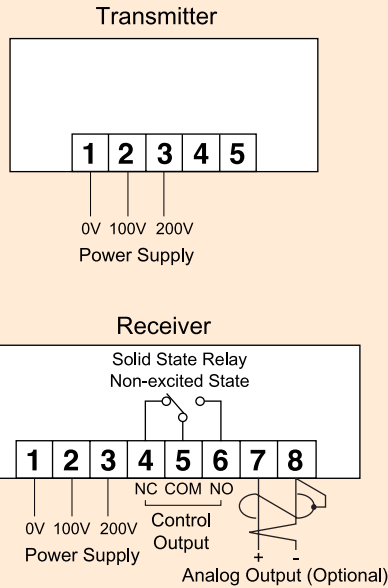 Transmitter
1 2 3 4 5
0V 100V 200V
Power Supply
Receiver
Solid State Relay
Non-excited State
1 2 3 4 5 6 7 8
NC COM NO
0V 100V 200V
Control
Output
Power Supply
+ -
Analog Output (Optional)